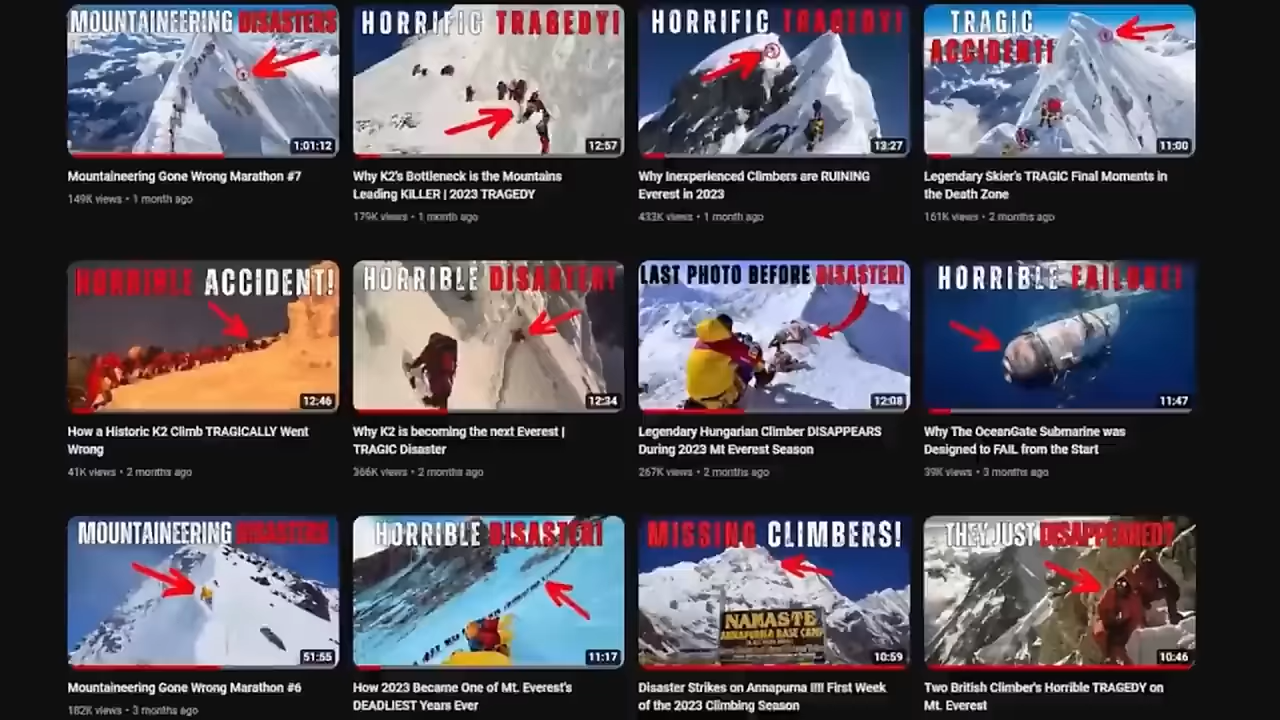 MOUNTAINEERING DISASTERS
1:01:12
Mountaineering Gone Wrong Marathon #7
149K views • 1 month ago
HORRIFIC TRAGEDY!
12:57
Why K2's Bottleneck is the Mountains
Leading KILLER | 2023 TRAGEDY
179K views • 1 month ago
HORRIFIC TRAGEDY!
13:27
Why Inexperienced Climbers are RUINING
Everest in 2023
433K views • 1 month ago
TRAGIC
ACCIDENT!
11:00
Legendary Skier's TRAGIC Final Moments in
the Death Zone
161K views • 2 months ago
HORRIBLE ACCIDENT!
12:46
How a Historic K2 Climb TRAGICALLY Went
Wrong
41K views • 2 months ago
HORRIBLE DISASTER!
12:34
Why K2 is becoming the next Everest |
TRAGIC Disaster
366K views • 2 months ago
LAST PHOTO BEFORE DISASTER!
12:08
Legendary Hungarian Climber DISAPPEARS
During 2023 Mt Everest Season
267K views • 2 months ago
HORRIBLE FAILURE!
11:47
Why The OceanGate Submarine was
Designed to FAIL from the Start
39K views • 3 months ago
MOUNTAINEERING DISASTERS
51:55
Mountaineering Gone Wrong Marathon #6
182K views • 3 months ago
HORRIBLE DISASTER!
11:17
How 2023 Became One of Mt. Everest's
DEADLIEST Years Ever
MISSING CLIMBERS!
NAMASTE
ANNAPURNA BASE CAMP
10:59
Disaster Strikes on Annapurna I!!! First Week
of the 2023 Climbing Season
THEY JUST DISAPPEARED?
10:46
Two British Climber's Horrible TRAGEDY on
Mt. Everest